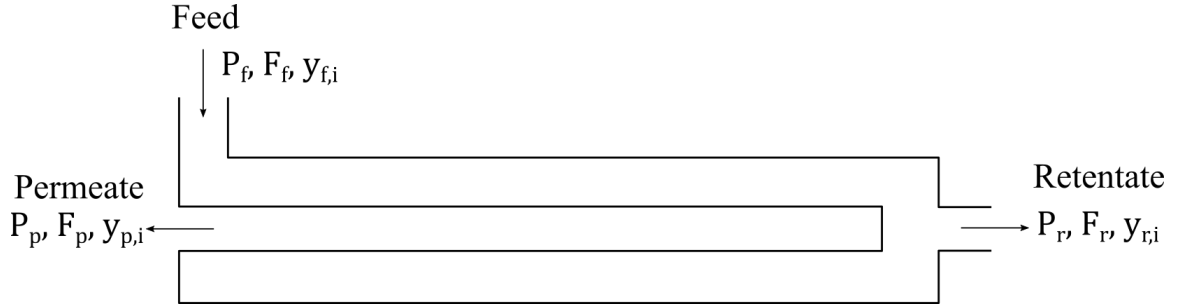 Feed
P_f, F_f, y_f,i
Permeate
P_p, F_p, y_p,i
Retentate
P_r, F_r, y_r,i